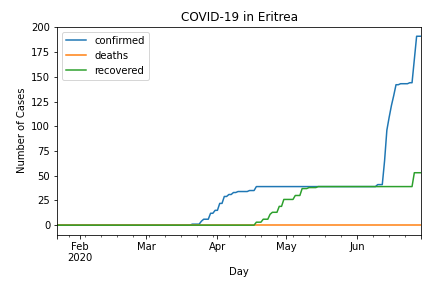 COVID-19 in Eritrea
confirmed
deaths
recovered
Number of Cases
200
175
150
125
100
75
50
25
0
Feb
2020
Mar
Apr
May
Jun
Day